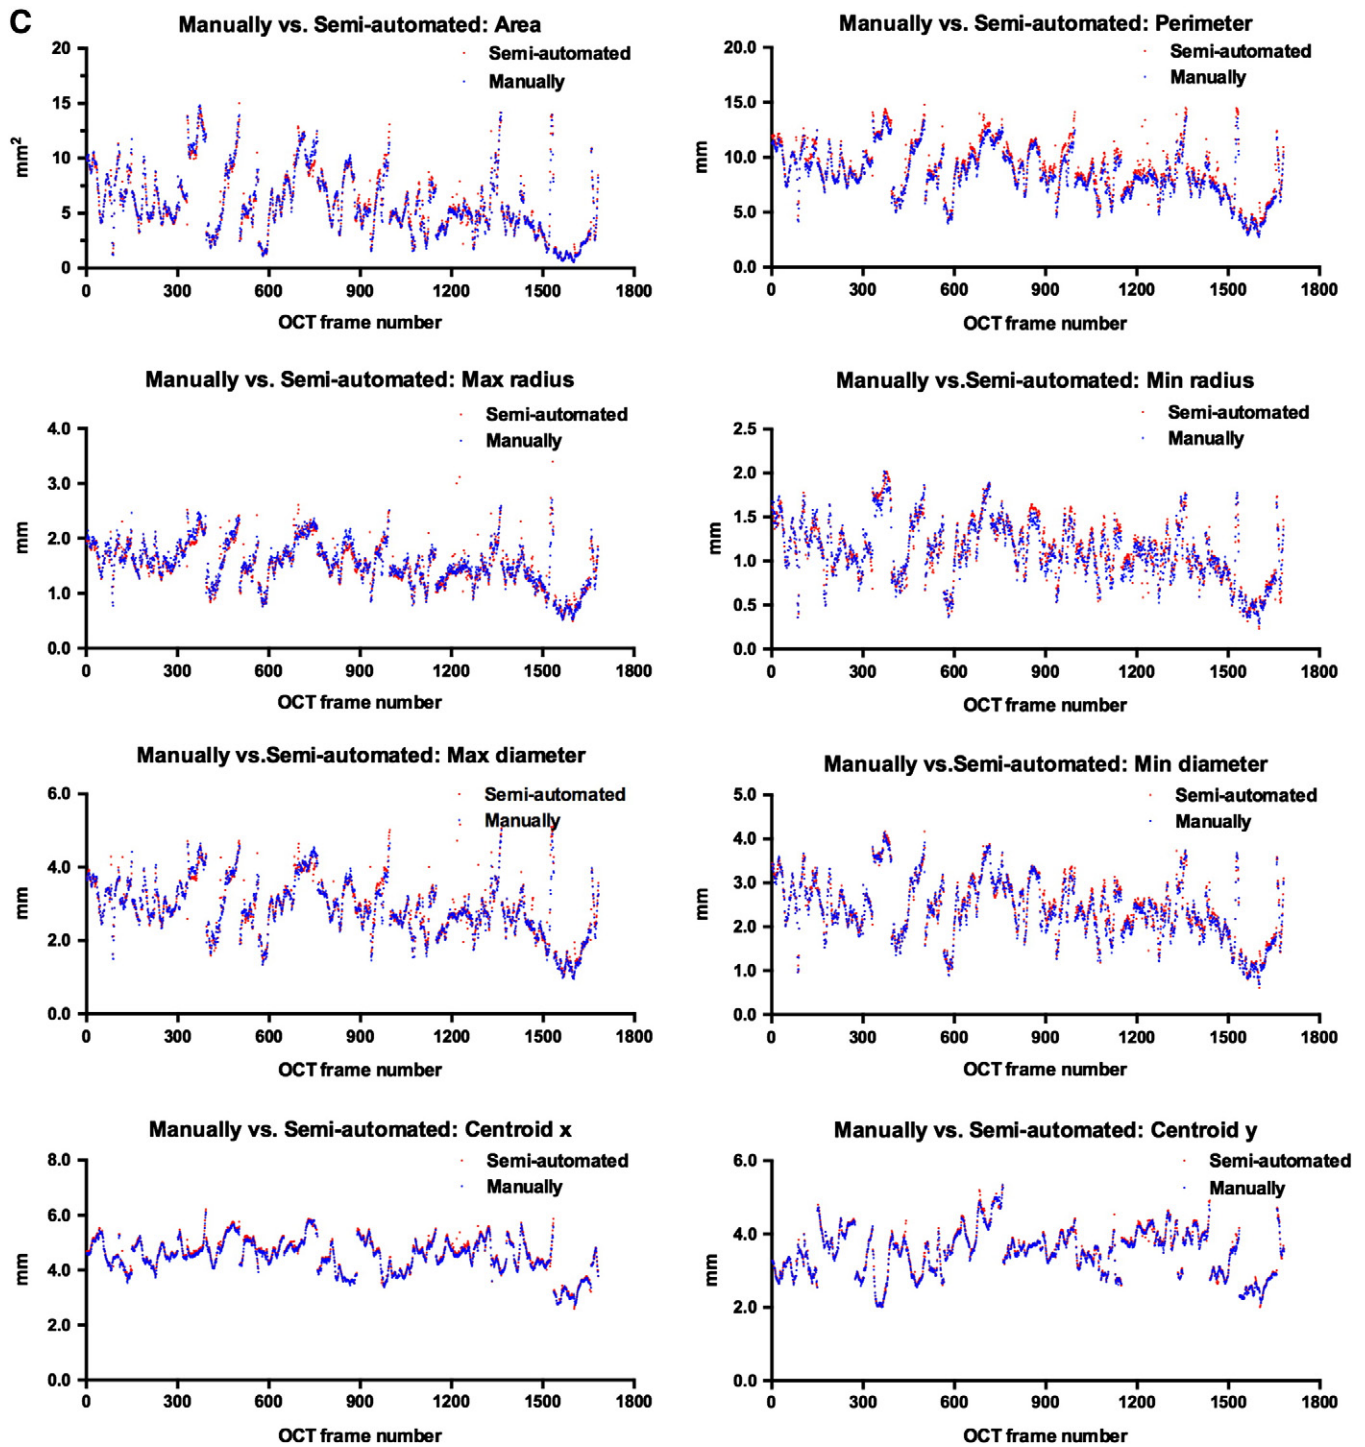 C
Manually vs. Semi-automated: Area
Semi-automated
Manually
20
15
10
5
0
mm2
0 300 600 900 1200 1500 1800
OCT frame number
Manually vs. Semi-automated: Perimeter
Semi-automated
Manually
20.0
15.0
10.0
5.0
0.0
mm
0 300 600 900 1200 1500 1800
OCT frame number
Manually vs. Semi-automated: Max radius
Semi-automated
Manually
4.0
3.0
2.0
1.0
0.0
mm
0 300 600 900 1200 1500 1800
OCT frame number
Manually vs.Semi-automated: Min radius
Semi-automated
Manually
2.5
2.0
1.5
1.0
0.5
0.0
mm
0 300 600 900 1200 1500 1800
OCT frame number
Manually vs.Semi-automated: Max diameter
Semi-automated
Manually
6.0
4.0
2.0
0.0
mm
0 300 600 900 1200 1500 1800
OCT frame number
Manually vs.Semi-automated: Min diameter
Semi-automated
Manually
5.0
4.0
3.0
2.0
1.0
0.0
mm
0 300 600 900 1200 1500 1800
OCT frame number
Manually vs. Semi-automated: Centroid x
Semi-automated
Manually
8.0
6.0
4.0
2.0
0.0
mm
0 300 600 900 1200 1500 1800
OCT frame number
Manually vs. Semi-automated: Centroid y
Semi-automated
Manually
6.0
4.0
2.0
0.0
mm
0 300 600 900 1200 1500 1800
OCT frame number